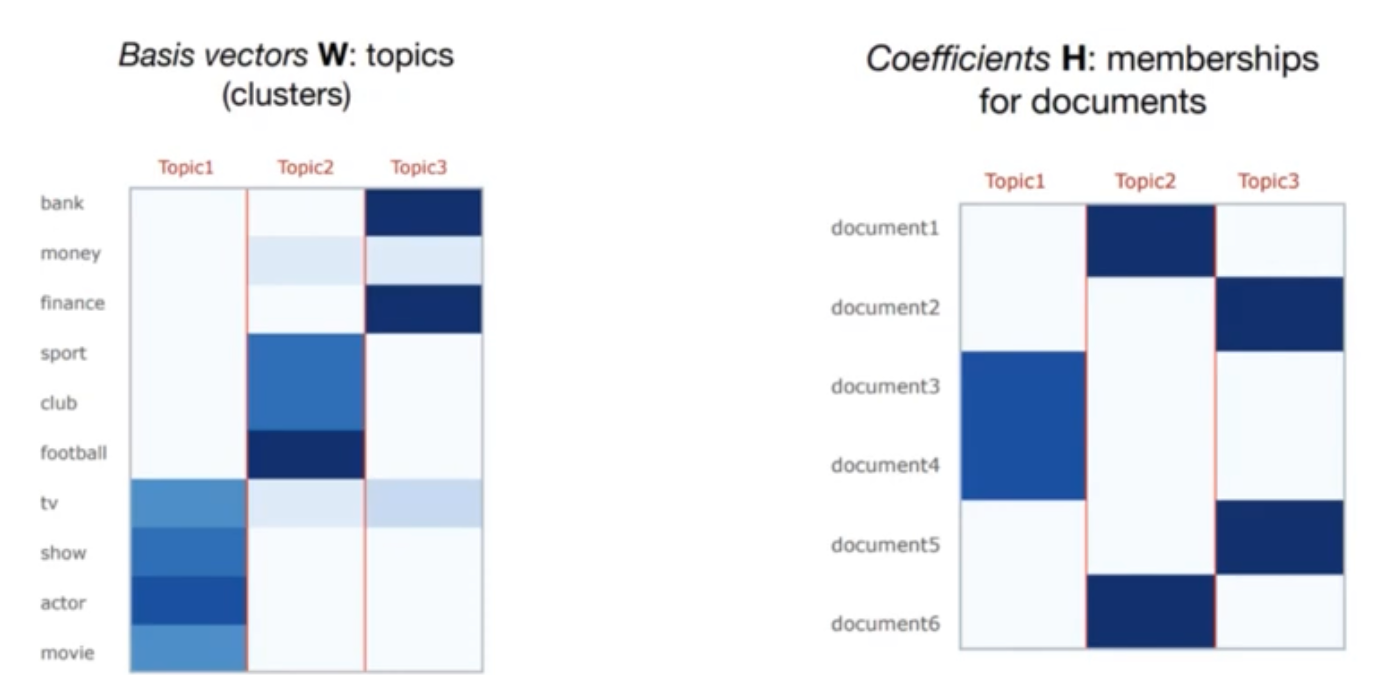 Basis vectors W: topics
(clusters)
Topic1 Topic2 Topic3
bank
money
finance
sport
club
football
tv
show
actor
movie
Coefficients H: memberships
for documents
Topic1 Topic2 Topic3
document1
document2
document3
document4
document5
document6